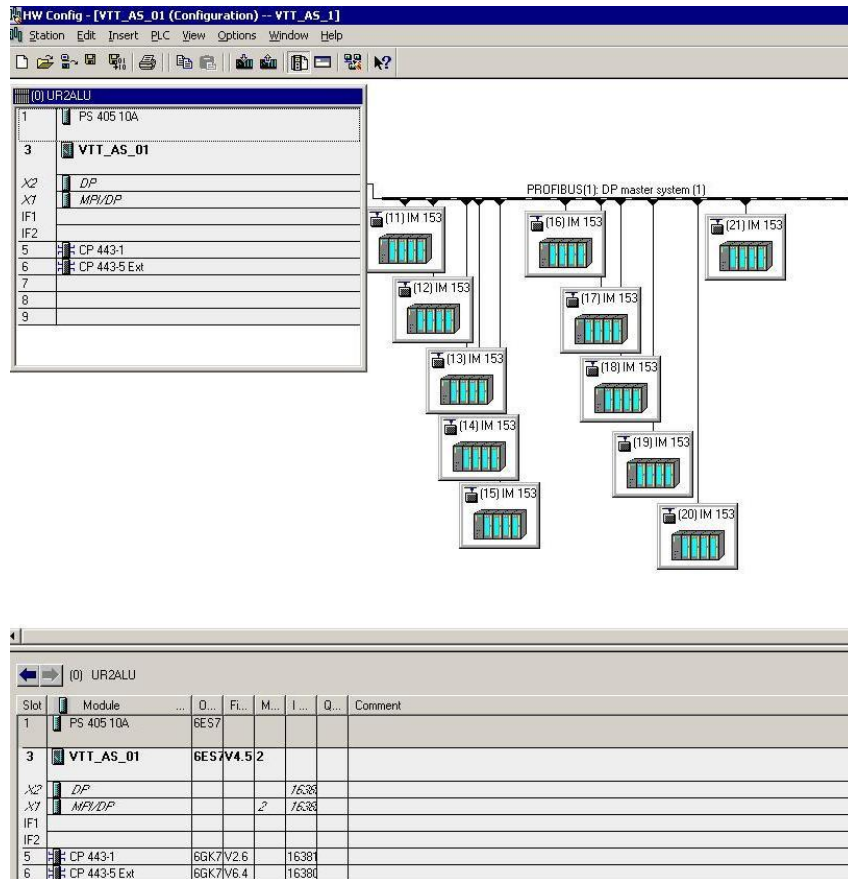 HW Config - [VTT_AS_01 (Configuration) -- VTT_AS_1]
Station Edit Insert PLC View Options Window Help
(0) UR2ALU
1 PS 405 10A
3 VTT_AS_01
X2 DP
X1 MPI/DP
IF1
IF2
5 CP 443-1
6 CP 443-5 Ext
7
8
9
PROFIBUS(1): DP master system (1)
(11) IM 153
(16) IM 153
(21) IM 153
(12) IM 153
(17) IM 153
(13) IM 153
(18) IM 153
(14) IM 153
(19) IM 153
(15) IM 153
(20) IM 153
(0) UR2ALU
Slot Module ... O... Fi... M... I ... Q... Comment
1 PS 405 10A 6ES7
3 VTT_AS_01 6ES7 V4.5 2
X2 DP 1638
X1 MPI/DP 2 1638
IF1
IF2
5 CP 443-1 6GK7 V2.6 16381
6 CP 443-5 Ext 6GK7 V6.4 16380